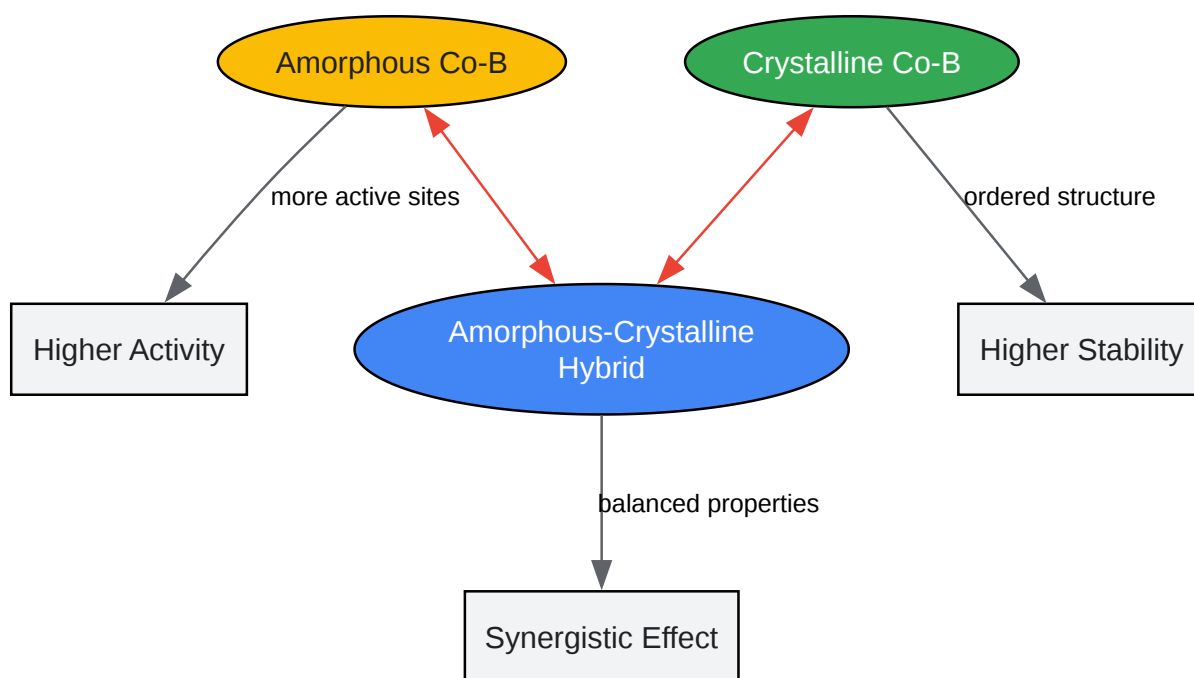 Amorphous Co-B
Crystalline Co-B
more active sites
ordered structure
Higher Activity
Amorphous-Crystalline
Hybrid
Higher Stability
balanced properties
Synergistic Effect